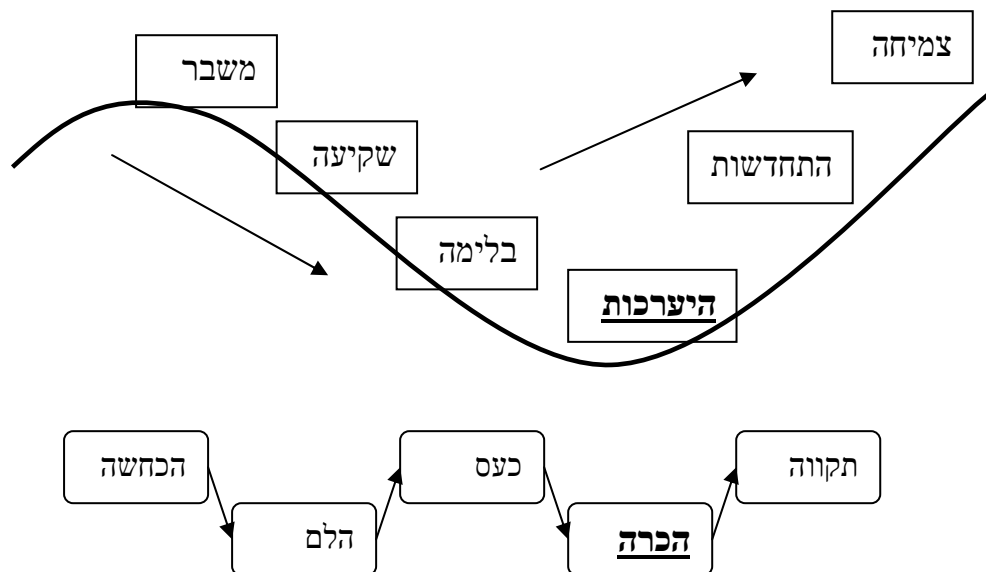 משבר
שקיעה
בלימה
היערכות
התחדשות
צמיחה
הכחשה
הלם
כעס
הכרה
תקווה